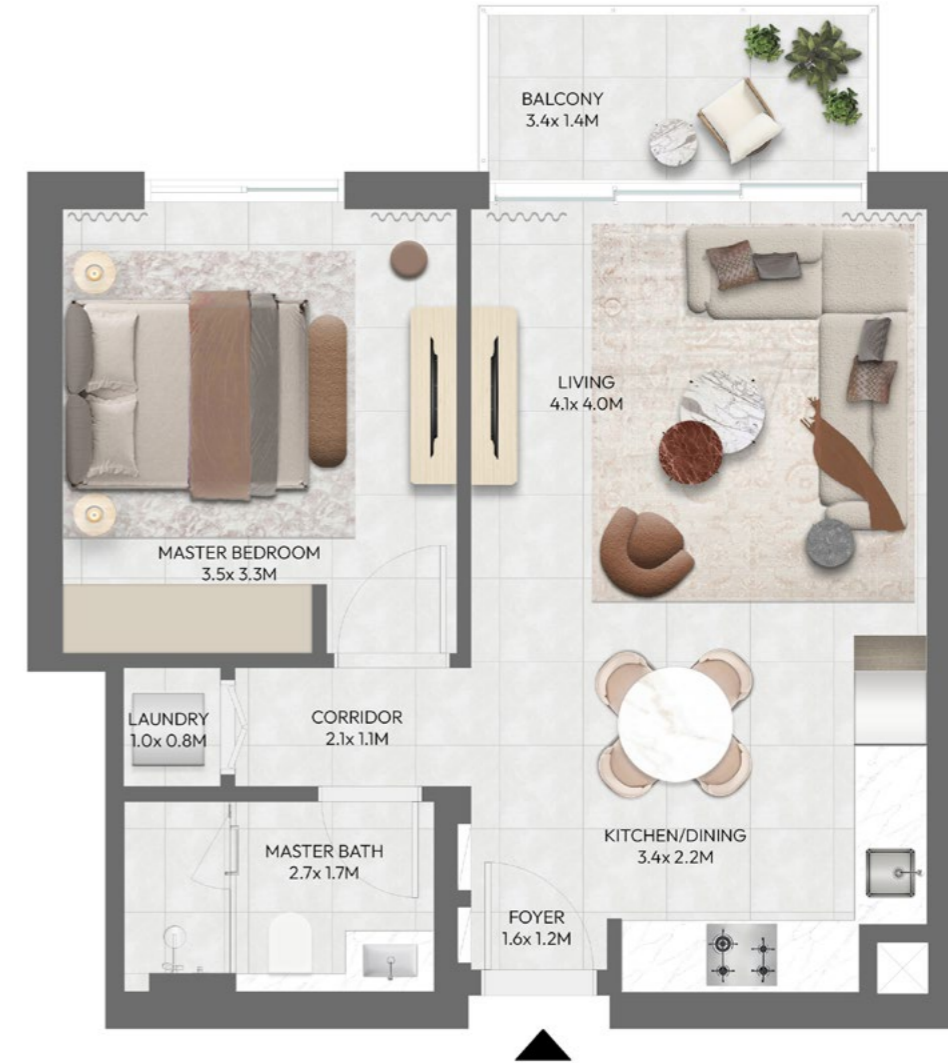 BALCONY
3.4x 1.4M
LIVING
4.1x 4.0M
MASTER BEDROOM
3.5x 3.3M
LAUNDRY
1.0x 0.8M
CORRIDOR
2.1x 1.1M
KITCHEN/DINING
3.4x 2.2M
MASTER BATH
2.7x 1.7M
FOYER
1.6x 1.2M